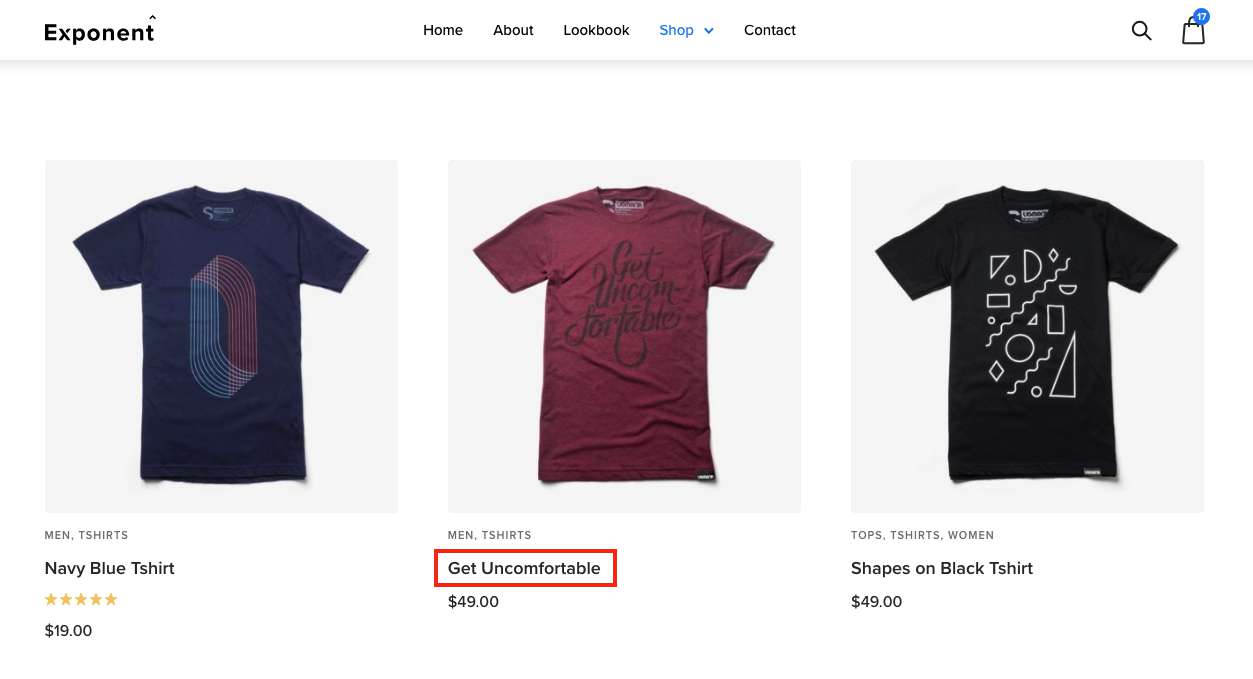 Exponent
Home About Lookbook Shop Contact
17
Get
Uncom-
fortable
MEN, TSHIRTS
Navy Blue Tshirt
$19.00
MEN, TSHIRTS
Get Uncomfortable
$49.00
TOPS, TSHIRTS, WOMEN
Shapes on Black Tshirt
$49.00